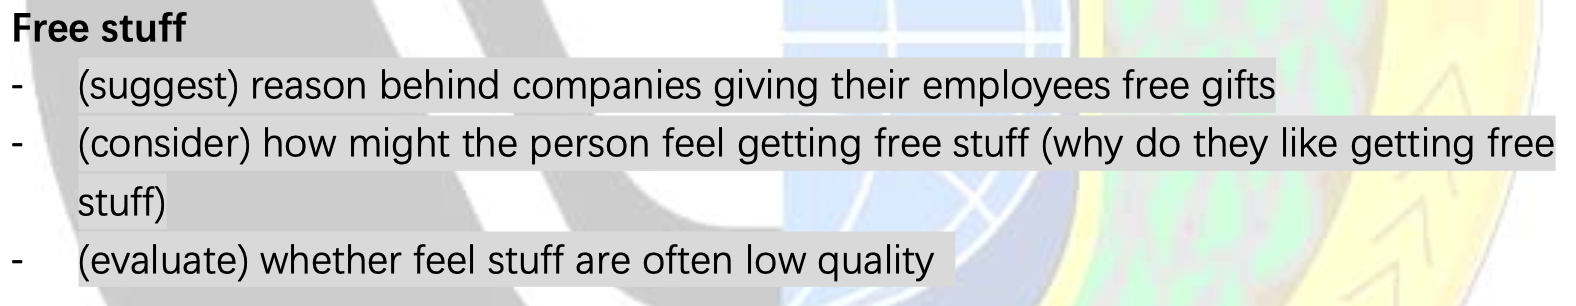 Free stuff
- (suggest) reason behind companies giving their employees free gifts
- (consider) how might the person feel getting free stuff (why do they like getting free
stuff)
- (evaluate) whether feel stuff are often low quality